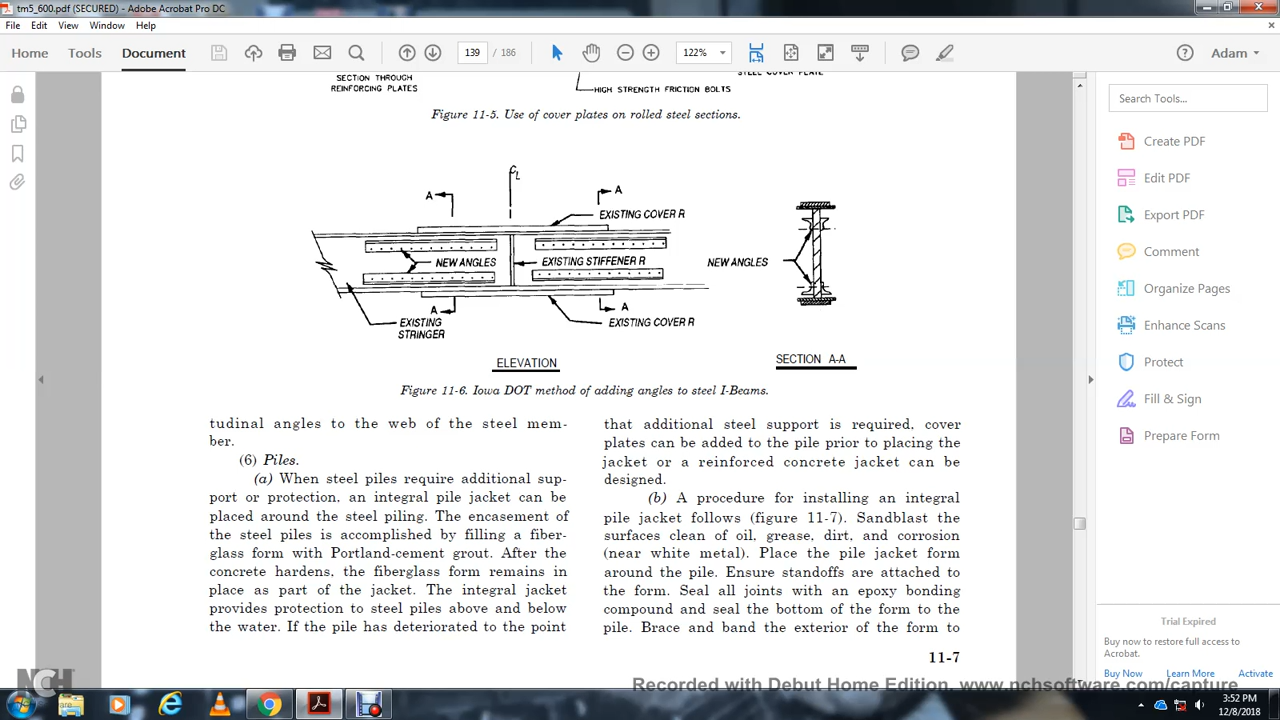 tm5_600.pdf (SECURED) - Adobe Acrobat Pro DC
File Edit View Window Help
Home Tools Document 139 / 186 122% Adam
SECTION THROUGH
REINFORCING PLATES
STEEL COVER PLATE
HIGH STRENGTH FRICTION BOLTS
Figure 11-5. Use of cover plates on rolled steel sections.
CL
A A
EXISTING COVER PL
NEW ANGLES EXISTING STIFFENER PL
A A
EXISTING STRINGER
EXISTING COVER PL
ELEVATION
NEW ANGLES
SECTION A-A
Figure 11-6. Iowa DOT method of adding angles to steel I-Beams.
tudinal angles to the web of the steel mem-
ber.
(6) Piles.
(a) When steel piles require additional sup-
port or protection, an integral pile jacket can be
placed around the steel piling. The encasement of
the steel piles is accomplished by filling a fiber-
glass form with Portland-cement grout. After the
concrete hardens, the fiberglass form remains in
place as part of the jacket. The integral jacket
provides protection to steel piles above and below
the water. If the pile has deteriorated to the point
that additional steel support is required, cover
plates can be added to the pile prior to placing the
jacket or a reinforced concrete jacket can be
designed.
(b) A procedure for installing an integral
pile jacket follows (figure 11-7). Sandblast the
surfaces clean of oil, grease, dirt, and corrosion
(near white metal). Place the pile jacket form
around the pile. Ensure standoffs are attached to
the form. Seal all joints with an epoxy bonding
compound and seal the bottom of the form to the
pile. Brace and band the exterior of the form to
11-7
Search Tools...
Create PDF
Edit PDF
Export PDF
Comment
Organize Pages
Enhance Scans
Protect
Fill & Sign
Prepare Form
Trial Expired
Buy now to restore full access to
Acrobat.
Buy Now Learn More Activate
NCH
Recorded with Debut Home Edition. www.nchsoftware.com/capture
3:52 PM
12/8/2018